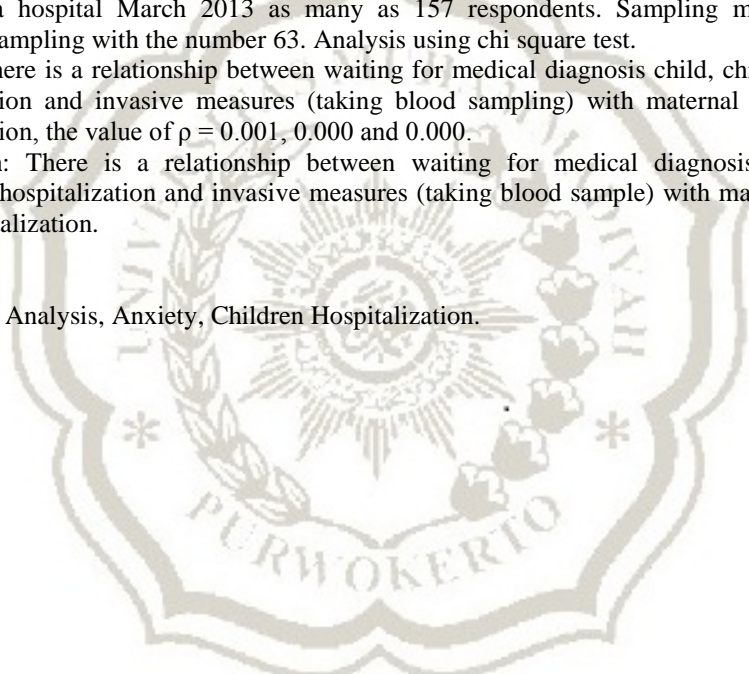 a hospital March 2013 as many as 157 respondents. Sampling m
ampling with the number 63. Analysis using chi square test.
here is a relationship between waiting for medical diagnosis child, chi
ion and invasive measures (taking blood sampling) with maternal
ion, the value of ρ = 0.001, 0.000 and 0.000.
: There is a relationship between waiting for medical diagnosis
hospitalization and invasive measures (taking blood sample) with ma
alization.
Analysis, Anxiety, Children Hospitalization.
PURWOKERTO